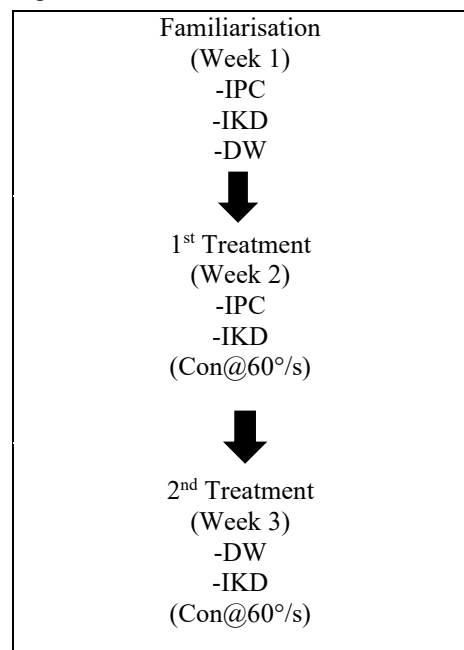 Familiarisation
(Week 1)
-IPC
-IKD
-DW
1st Treatment
(Week 2)
-IPC
-IKD
(Con@60°/s)
2nd Treatment
(Week 3)
-DW
-IKD
(Con@60°/s)